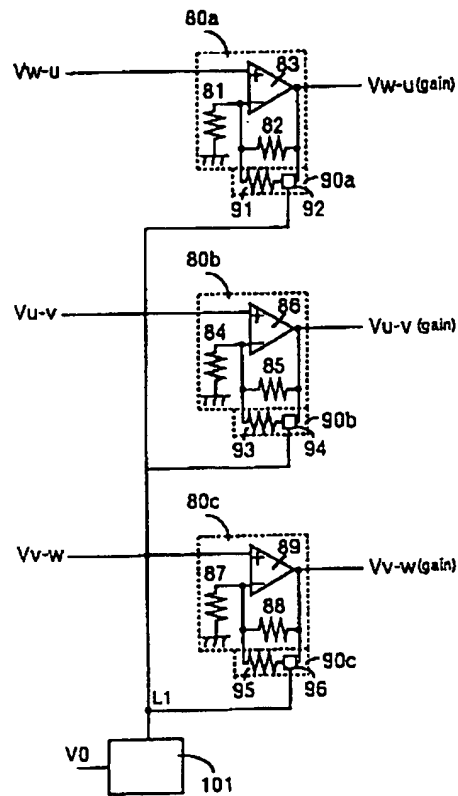 80a
Vw-u
83
Vw-u(gain)
81
82
90a
91
92
80b
Vu-v
86
Vu-v (gain)
84
85
90b
93
94
80c
Vv-w
89
Vv-w(gain)
87
88
90c
95
96
L1
V0
101